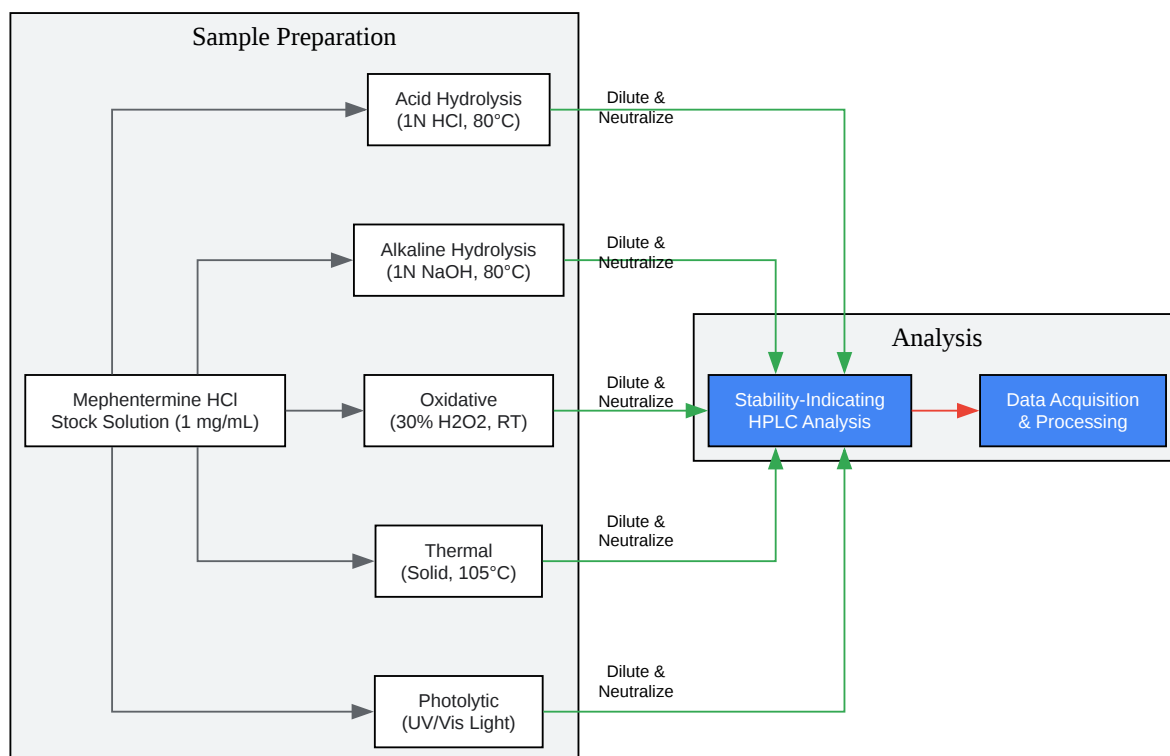 Sample Preparation
Acid Hydrolysis
(1N HCl, 80°C)
Dilute &
Neutralize
Alkaline Hydrolysis
(1N NaOH, 80°C)
Dilute &
Neutralize
Analysis
Mephentermine HCl
Stock Solution (1 mg/mL)
Oxidative
(30% H2O2, RT)
Dilute &
Neutralize
Stability-Indicating
HPLC Analysis
Data Acquisition
& Processing
Thermal
(Solid, 105°C)
Dilute &
Neutralize
Photolytic
(UV/Vis Light)
Dilute &
Neutralize